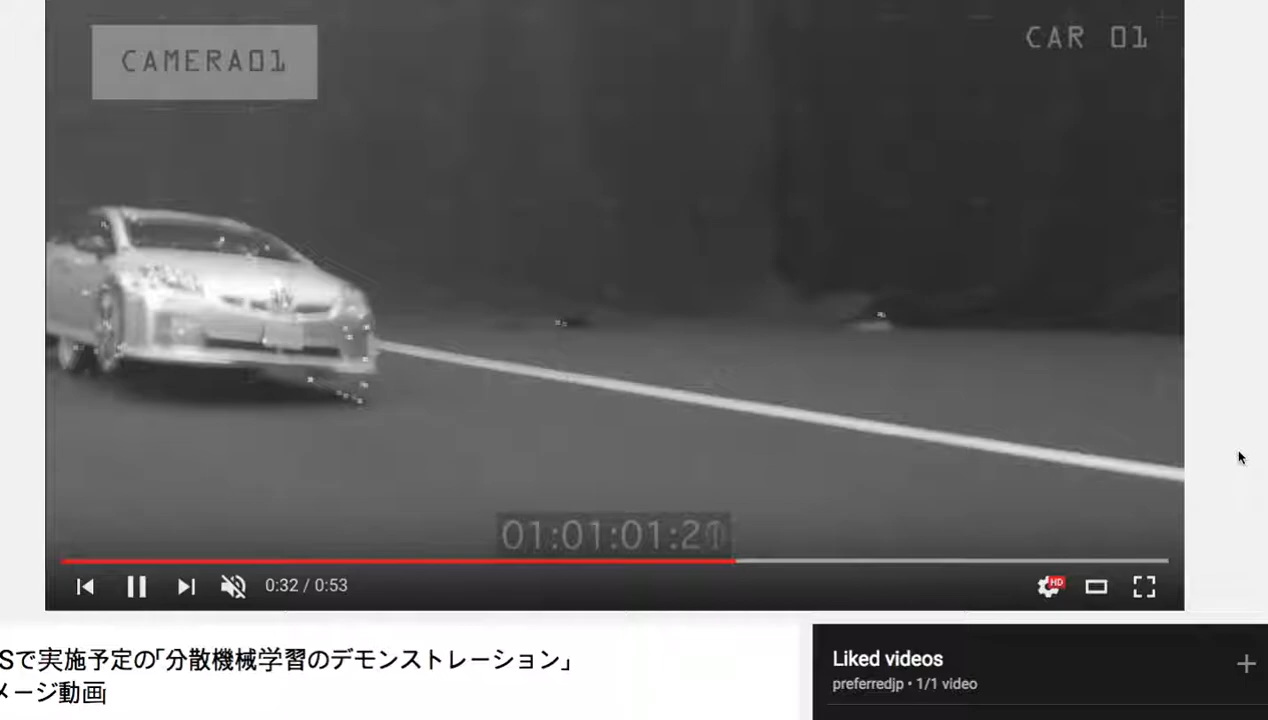 CAMERA01
CAR 01
01:01:01:2
0:32 / 0:53
HD
Sで実施予定の「分散機械学習のデモンストレーション」
メージ動画
Liked videos
preferredjp • 1/1 video